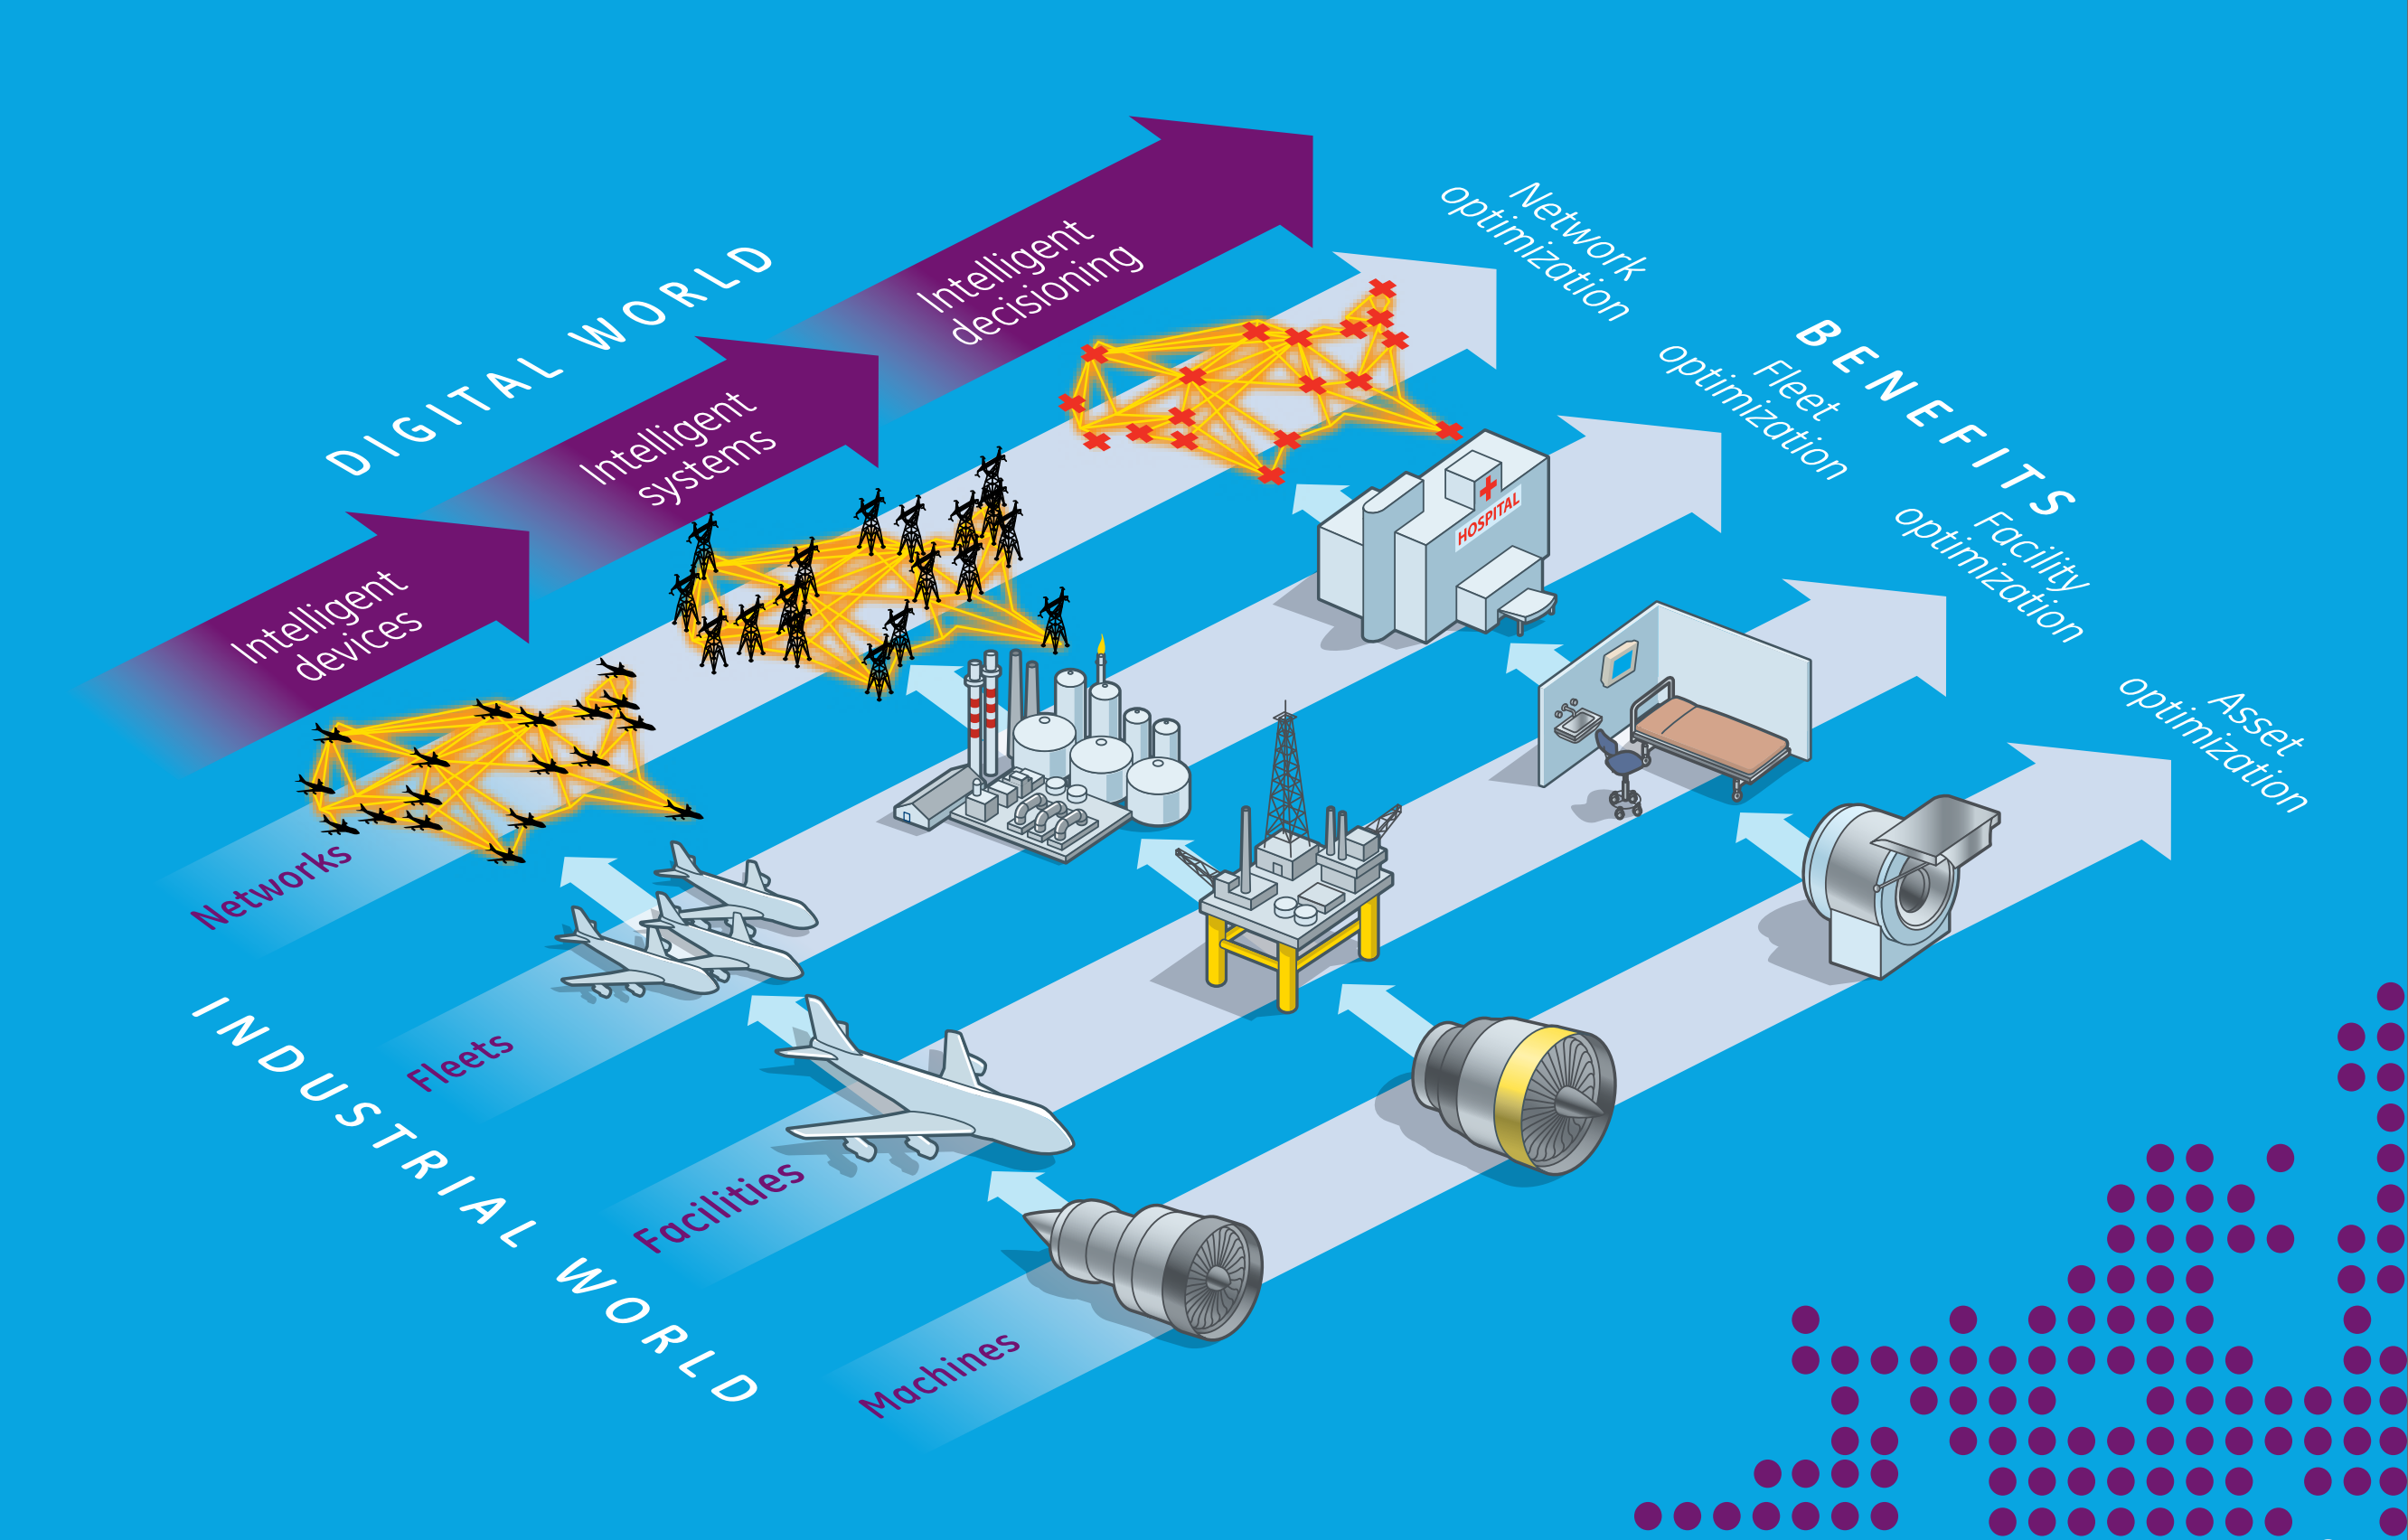 DIGITAL WORLD
Intelligent
devices
Intelligent
systems
Intelligent
decisioning
BENEFITS
Network
optimization
Fleet
optimization
Facility
optimization
Asset
optimization
HOSPITAL
INDUSTRIAL WORLD
Networks
Fleets
Facilities
Machines